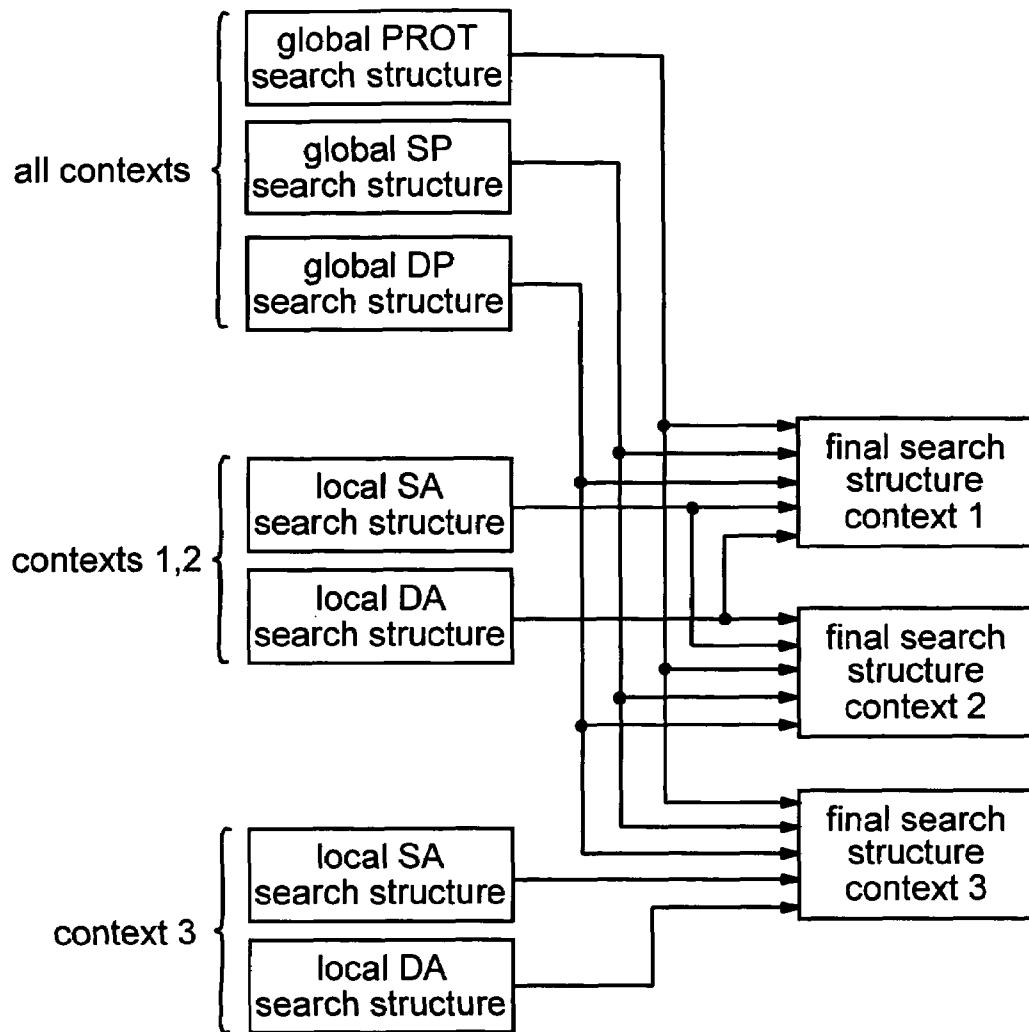 global PROT
search structure
all contexts
global SP
search structure
global DP
search structure
contexts 1,2
local SA
search structure
local DA
search structure
context 3
local SA
search structure
local DA
search structure
final search
structure
context 1
final search
structure
context 2
final search
structure
context 3